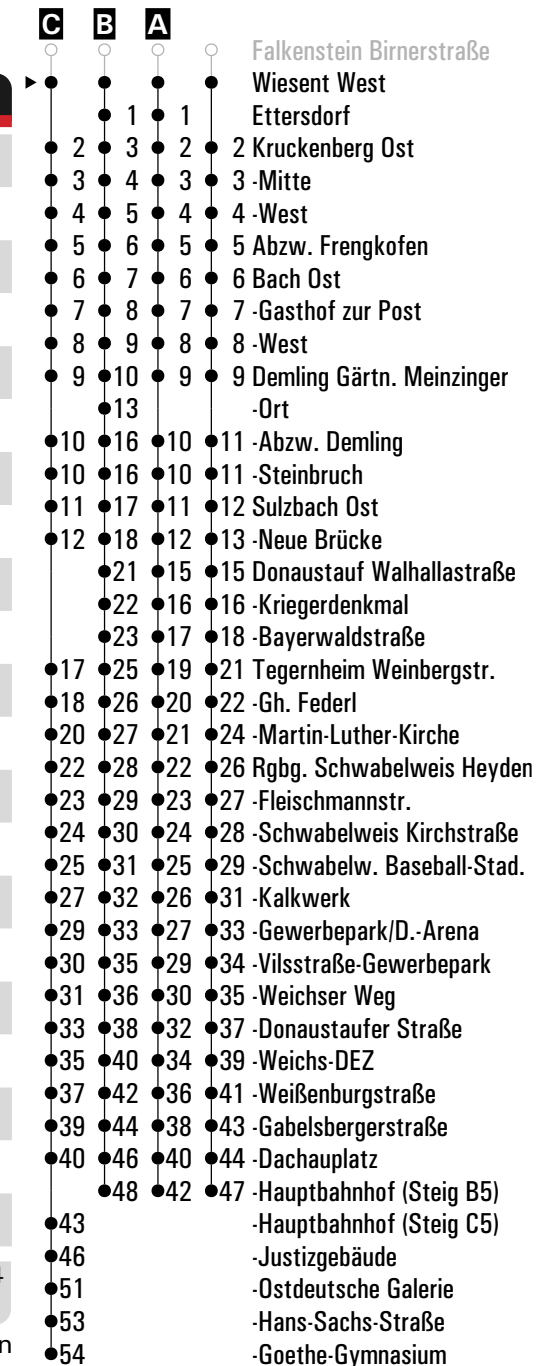 C B A
Falkenstein Birnerstraße
Wiesent West
1 1 Ettersdorf
2 3 2 2 Kruckenberg Ost
3 4 3 3 -Mitte
4 5 4 4 -West
5 6 5 5 Abzw. Frengkofen
6 7 6 6 Bach Ost
7 8 7 7 -Gasthof zur Post
8 9 8 8 -West
9 10 9 9 Demling Gärtn. Meinzinger
13 -Ort
10 16 10 11 -Abzw. Demling
10 16 10 11 -Steinbruch
11 17 11 12 Sulzbach Ost
12 18 12 13 -Neue Brücke
21 15 15 Donaustauf Walhallastraße
22 16 16 -Kriegerdenkmal
23 17 18 -Bayerwaldstraße
17 25 19 21 Tegernheim Weinbergstr.
18 26 20 22 -Gh. Federl
20 27 21 24 -Martin-Luther-Kirche
22 28 22 26 Rgbg. Schwabelweis Heyden
23 29 23 27 -Fleischmannstr.
24 30 24 28 -Schwabelweis Kirchstraße
25 31 25 29 -Schwabelw. Baseball-Stad.
27 32 26 31 -Kalkwerk
29 33 27 33 -Gewerbepark/D.-Arena
30 35 29 34 -Vilsstraße-Gewerbepark
31 36 30 35 -Weichser Weg
33 38 32 37 -Donaustaufer Straße
35 40 34 39 -Weichs-DEZ
37 42 36 41 -Weißenburgstraße
39 44 38 43 -Gabelsbergerstraße
40 46 40 44 -Dachauplatz
48 42 47 -Hauptbahnhof (Steig B5)
43 -Hauptbahnhof (Steig C5)
46 -Justizgebäude
51 -Ostdeutsche Galerie
53 -Hans-Sachs-Straße
54 -Goethe-Gymnasium